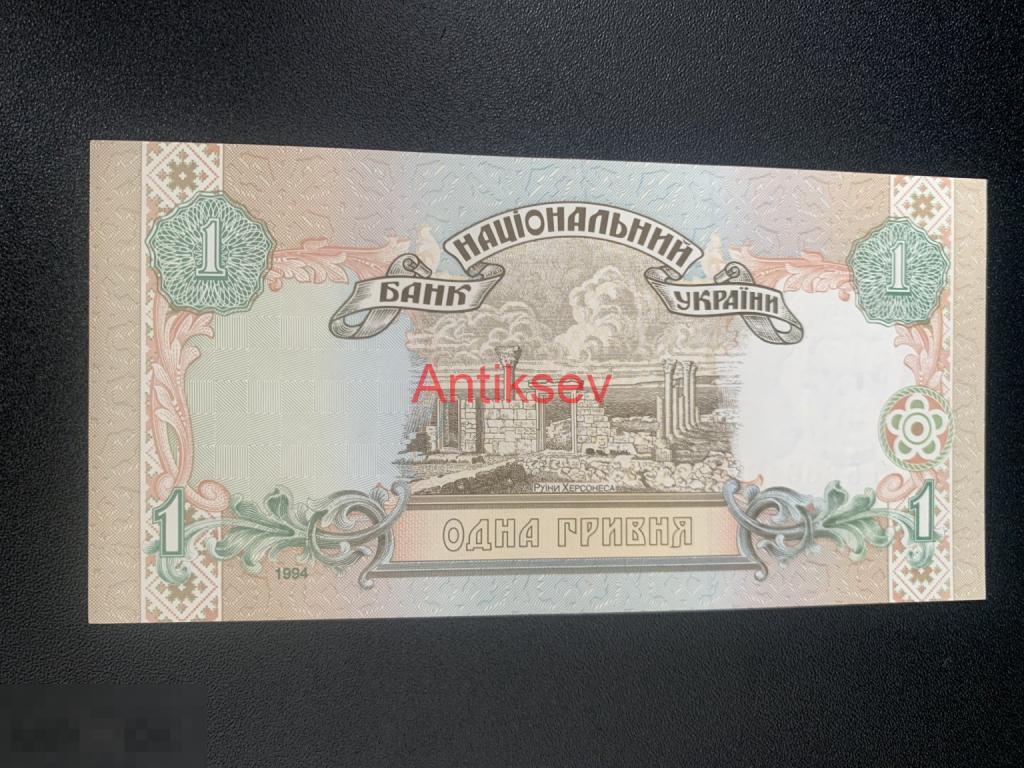 НАЦІОНАЛЬНИЙ
БАНК УКРАЇНИ
1 1
Antiksev
РУЇНИ ХЕРСОНЕСА
1 1
ОДНА ГРИВНЯ
1994